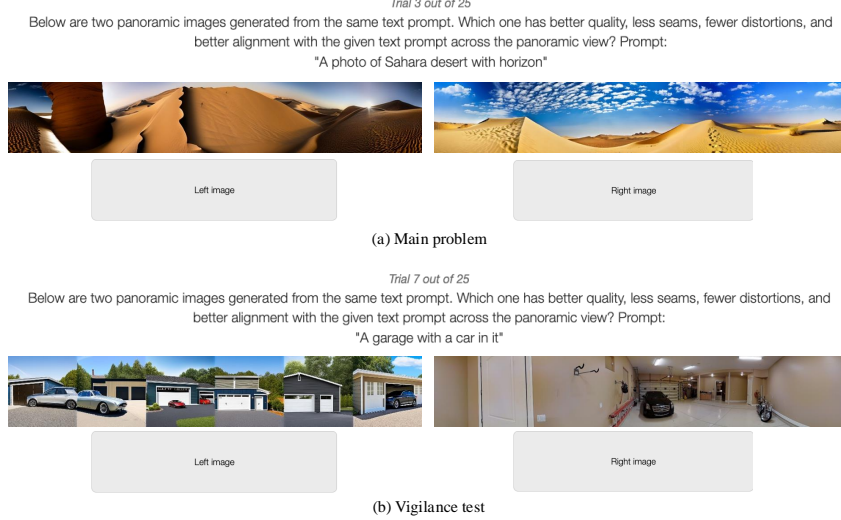 Trial 3 out of 25
Below are two panoramic images generated from the same text prompt. Which one has better quality, less seams, fewer distortions, and
better alignment with the given text prompt across the panoramic view? Prompt:
"A photo of Sahara desert with horizon"
Left image
Right image
(a) Main problem
Trial 7 out of 25
Below are two panoramic images generated from the same text prompt. Which one has better quality, less seams, fewer distortions, and
better alignment with the given text prompt across the panoramic view? Prompt:
"A garage with a car in it"
Left image
Right image
(b) Vigilance test